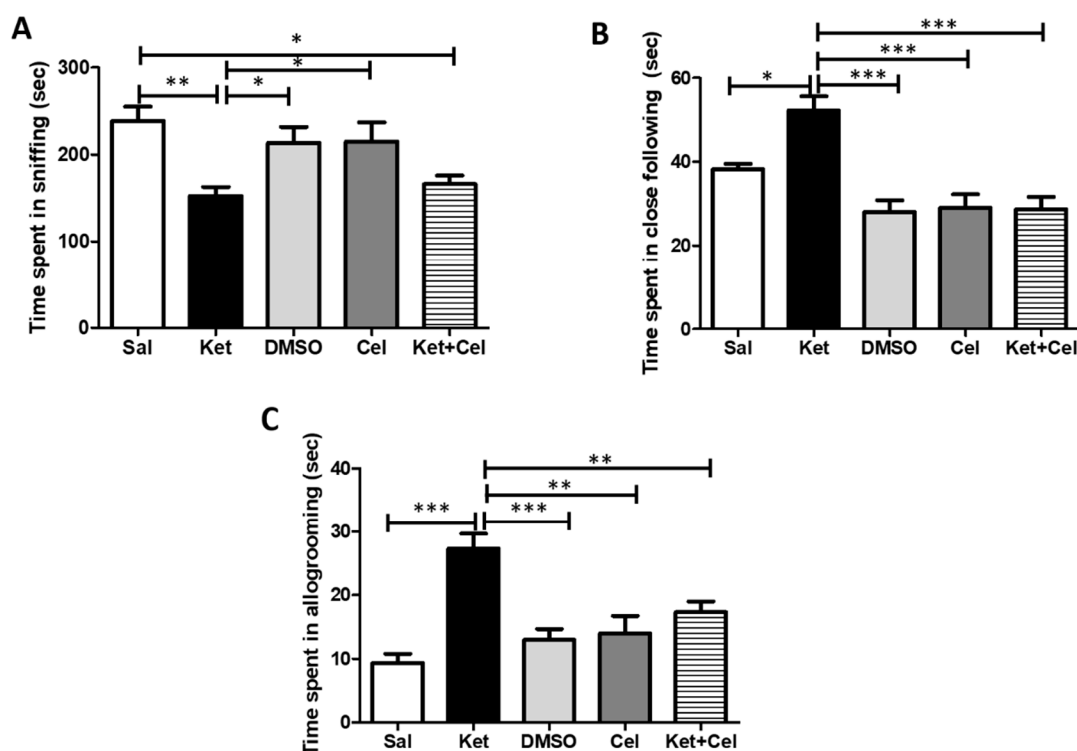 A
Time spent in sniffing (sec)
300
200
100
0
*
*
**
*
Sal Ket DMSO Cel Ket+Cel
B
Time spent in close following (sec)
60
40
20
0
***
***
*
***
Sal Ket DMSO Cel Ket+Cel
C
Time spent in allogrooming (sec)
40
30
20
10
0
**
**
***
***
Sal Ket DMSO Cel Ket+Cel